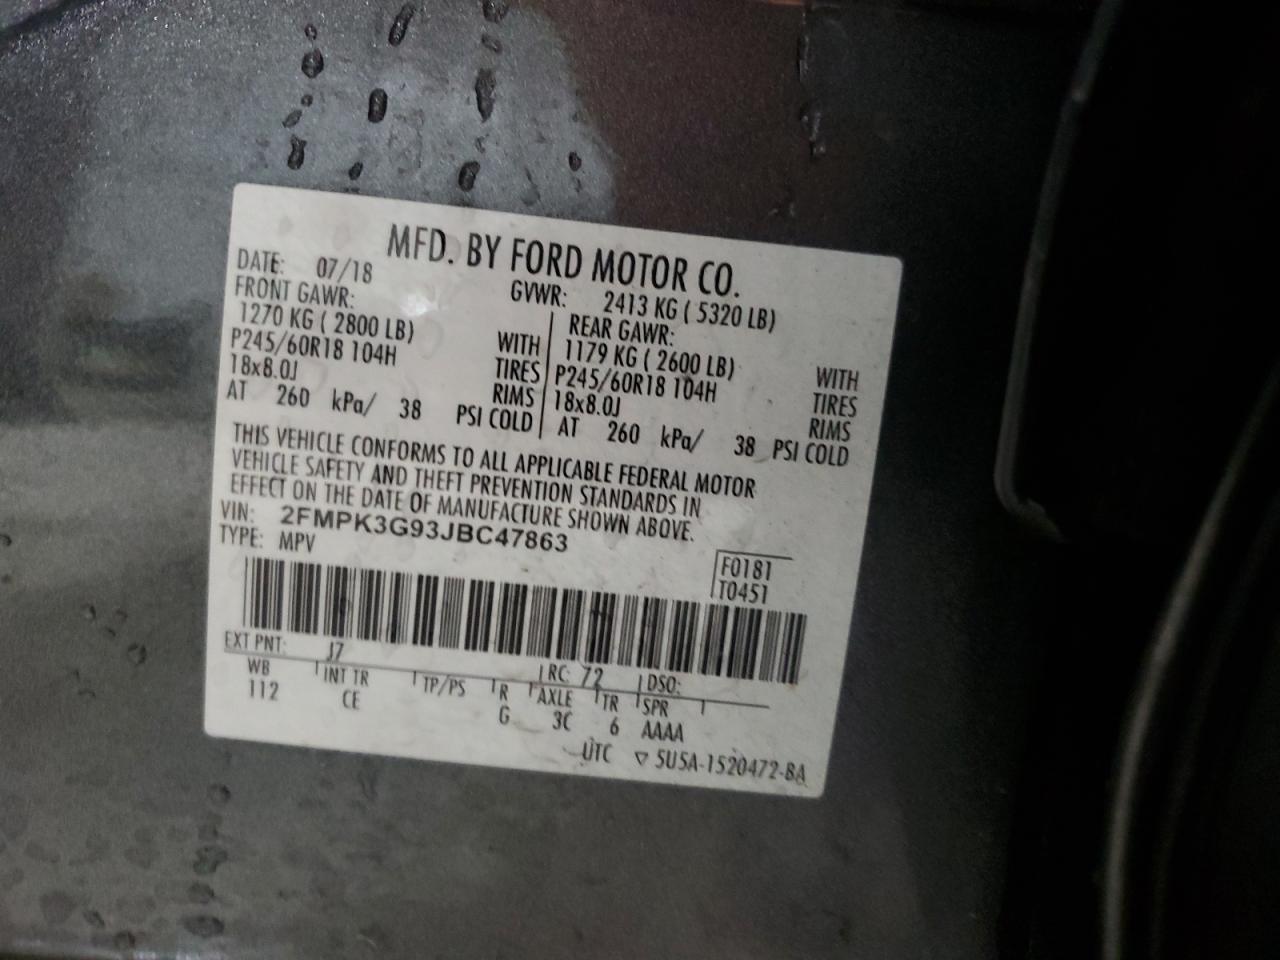 MFD. BY FORD MOTOR CO.
DATE: 07/18 GVWR: 2413 KG ( 5320 LB)
FRONT GAWR: REAR GAWR:
1270 KG ( 2800 LB) WITH 1179 KG ( 2600 LB) WITH
P245/60R18 104H TIRES P245/60R18 104H TIRES
18x8.0J RIMS 18x8.0J RIMS
AT 260 kPa/ 38 PSI COLD AT 260 kPa/ 38 PSI COLD
THIS VEHICLE CONFORMS TO ALL APPLICABLE FEDERAL MOTOR
VEHICLE SAFETY AND THEFT PREVENTION STANDARDS IN
EFFECT ON THE DATE OF MANUFACTURE SHOWN ABOVE.
VIN: 2FMPK3G93JBC47863
TYPE: MPV
F0181
T0451
EXT PNT: J7 RC: 72 DSO:
WB INT TR TP/PS R AXLE TR SPR
112 CE G 3C 6 AAAA
UTC ▽ 5U5A-1520472-BA